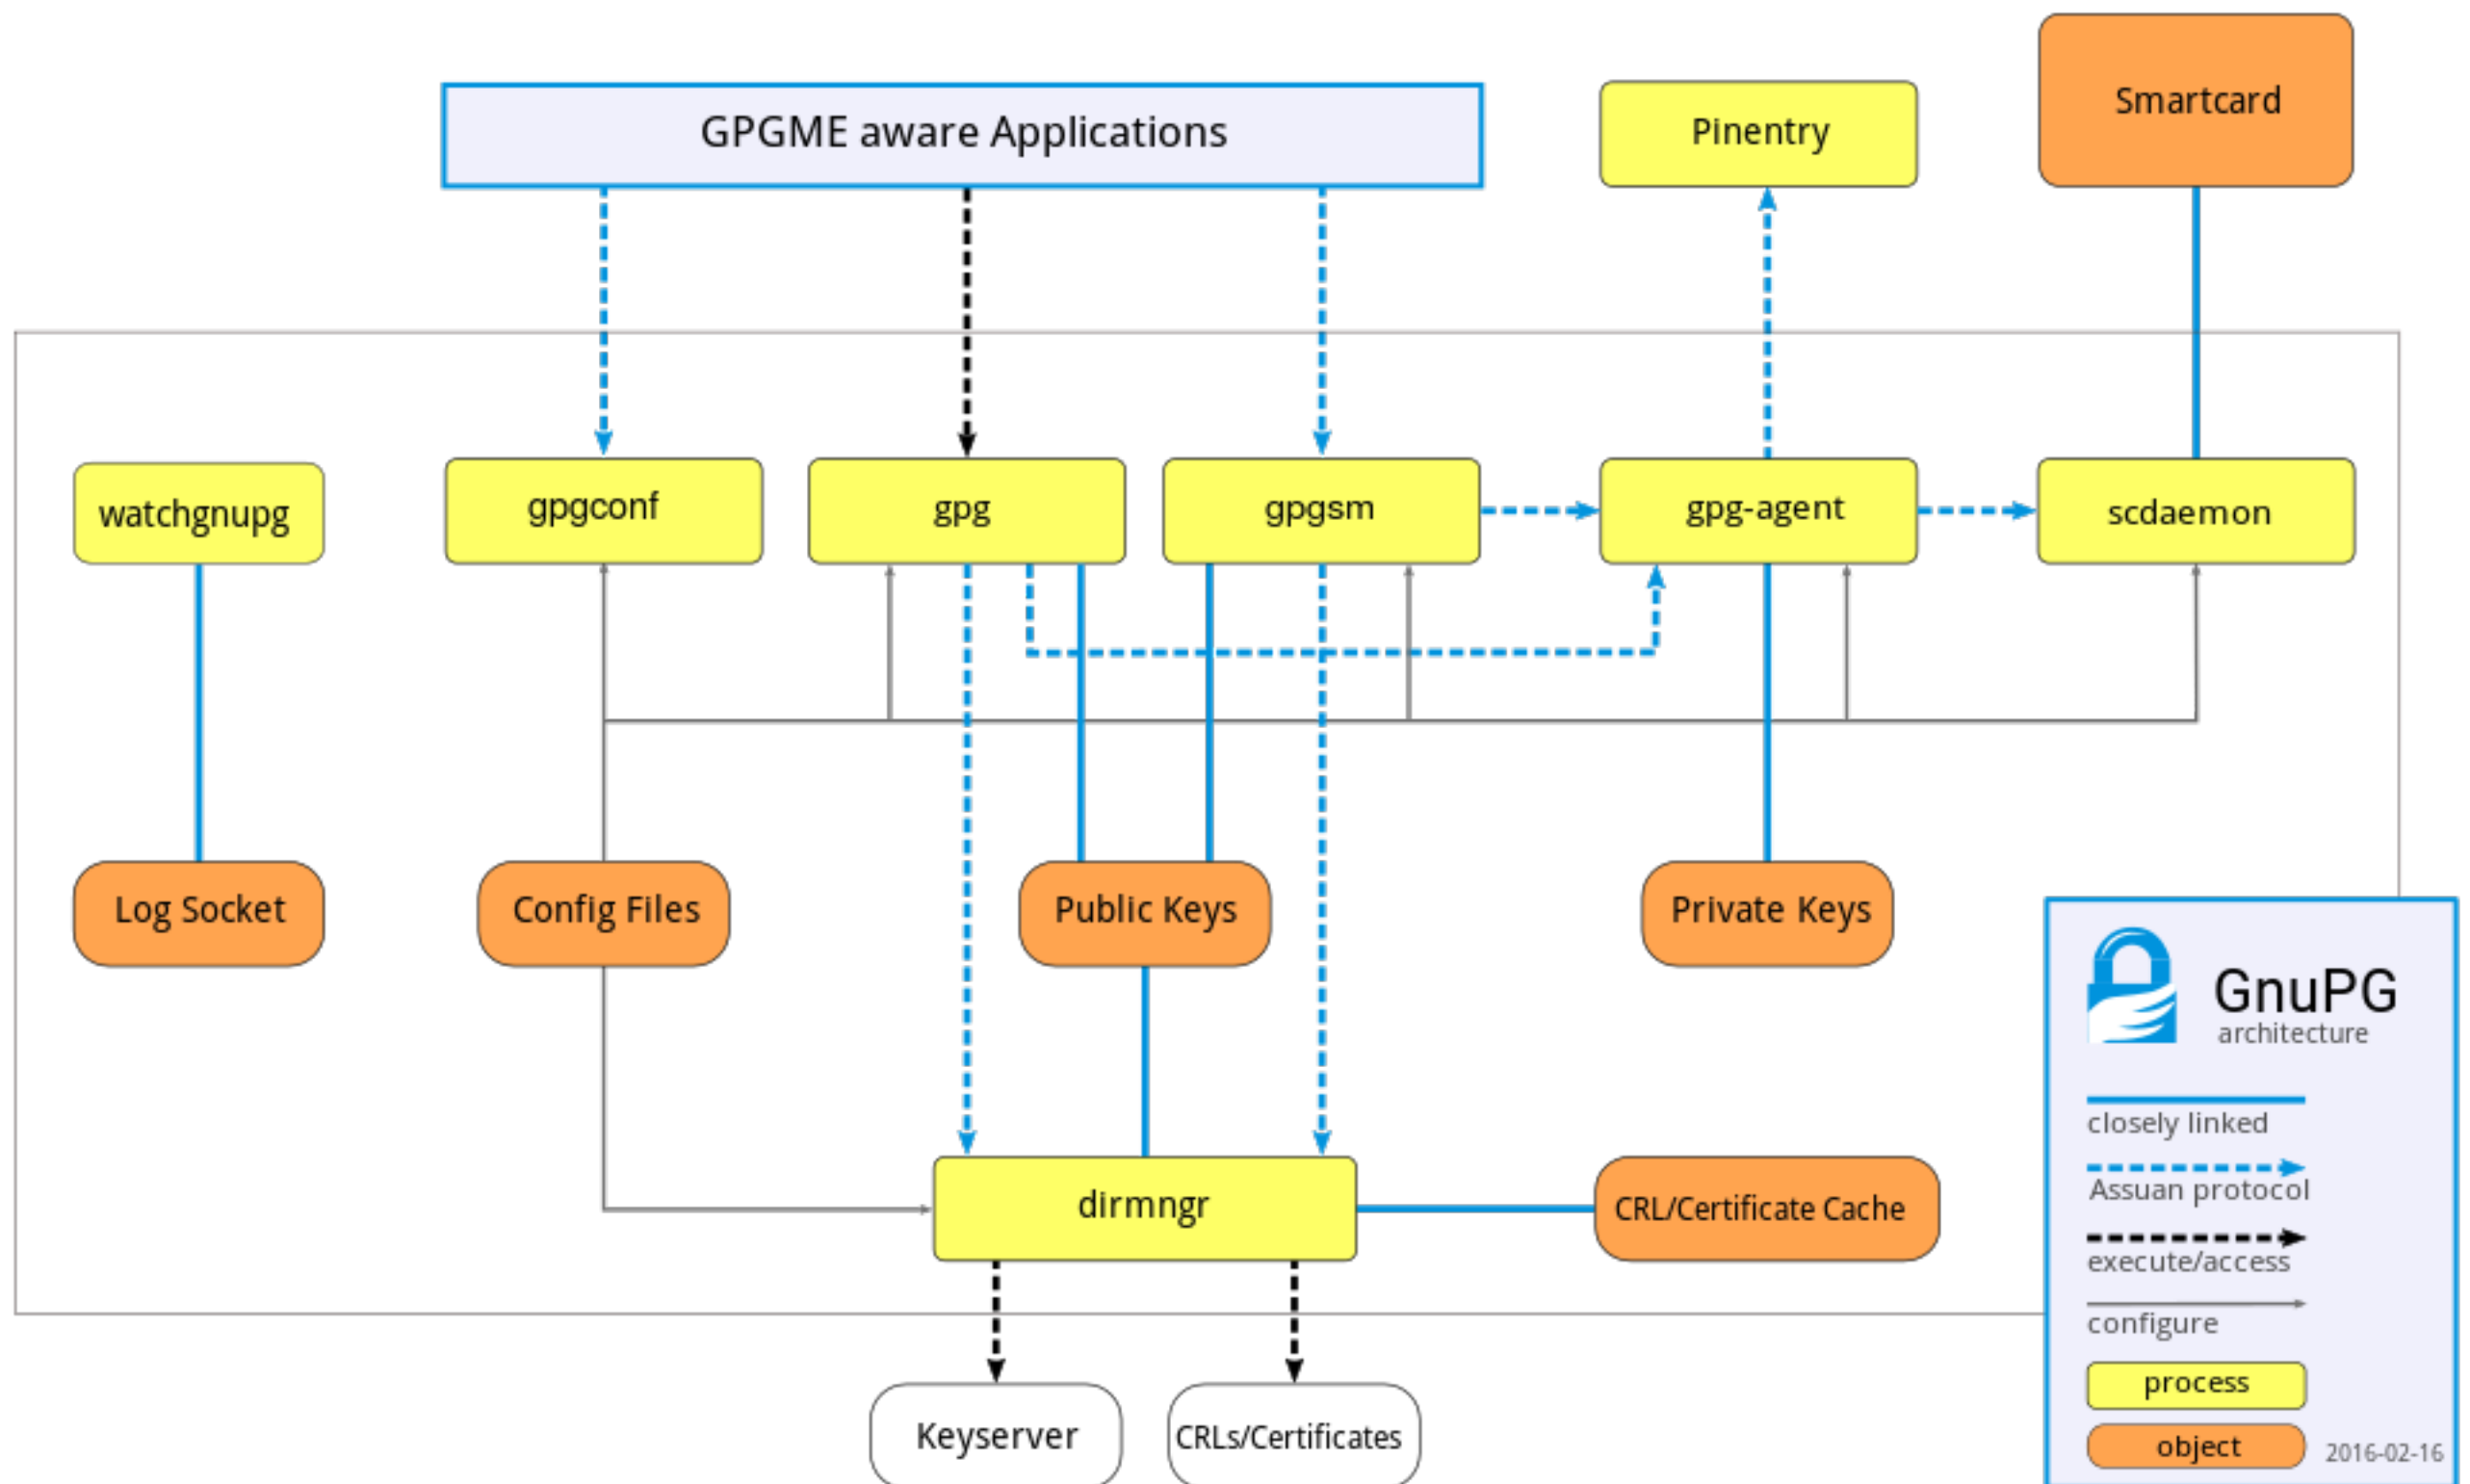 GPGME aware Applications
Pinentry
Smartcard
watchgnupg
gpgconf
gpg
gpgsm
gpg-agent
scdaemon
Log Socket
Config Files
Public Keys
Private Keys
dirmngr
CRL/Certificate Cache
Keyserver
CRLs/Certificates
GnuPG
architecture
closely linked
Assuan protocol
execute/access
configure
process
object
2016-02-16